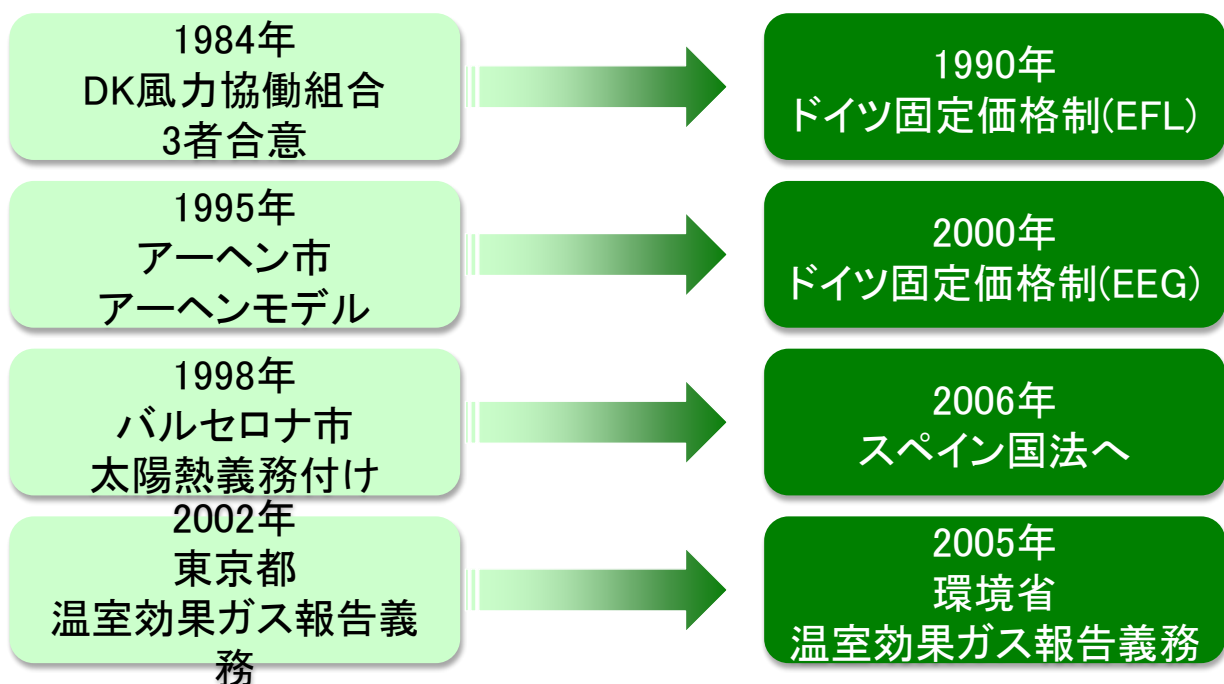 1984年
DK風力協働組合
3者合意
1990年
ドイツ固定価格制(EFL)
1995年
アーヘン市
アーヘンモデル
2000年
ドイツ固定価格制(EEG)
1998年
バルセロナ市
太陽熱義務付け
2006年
スペイン国法へ
2002年
東京都
温室効果ガス報告義
務
2005年
環境省
温室効果ガス報告義務